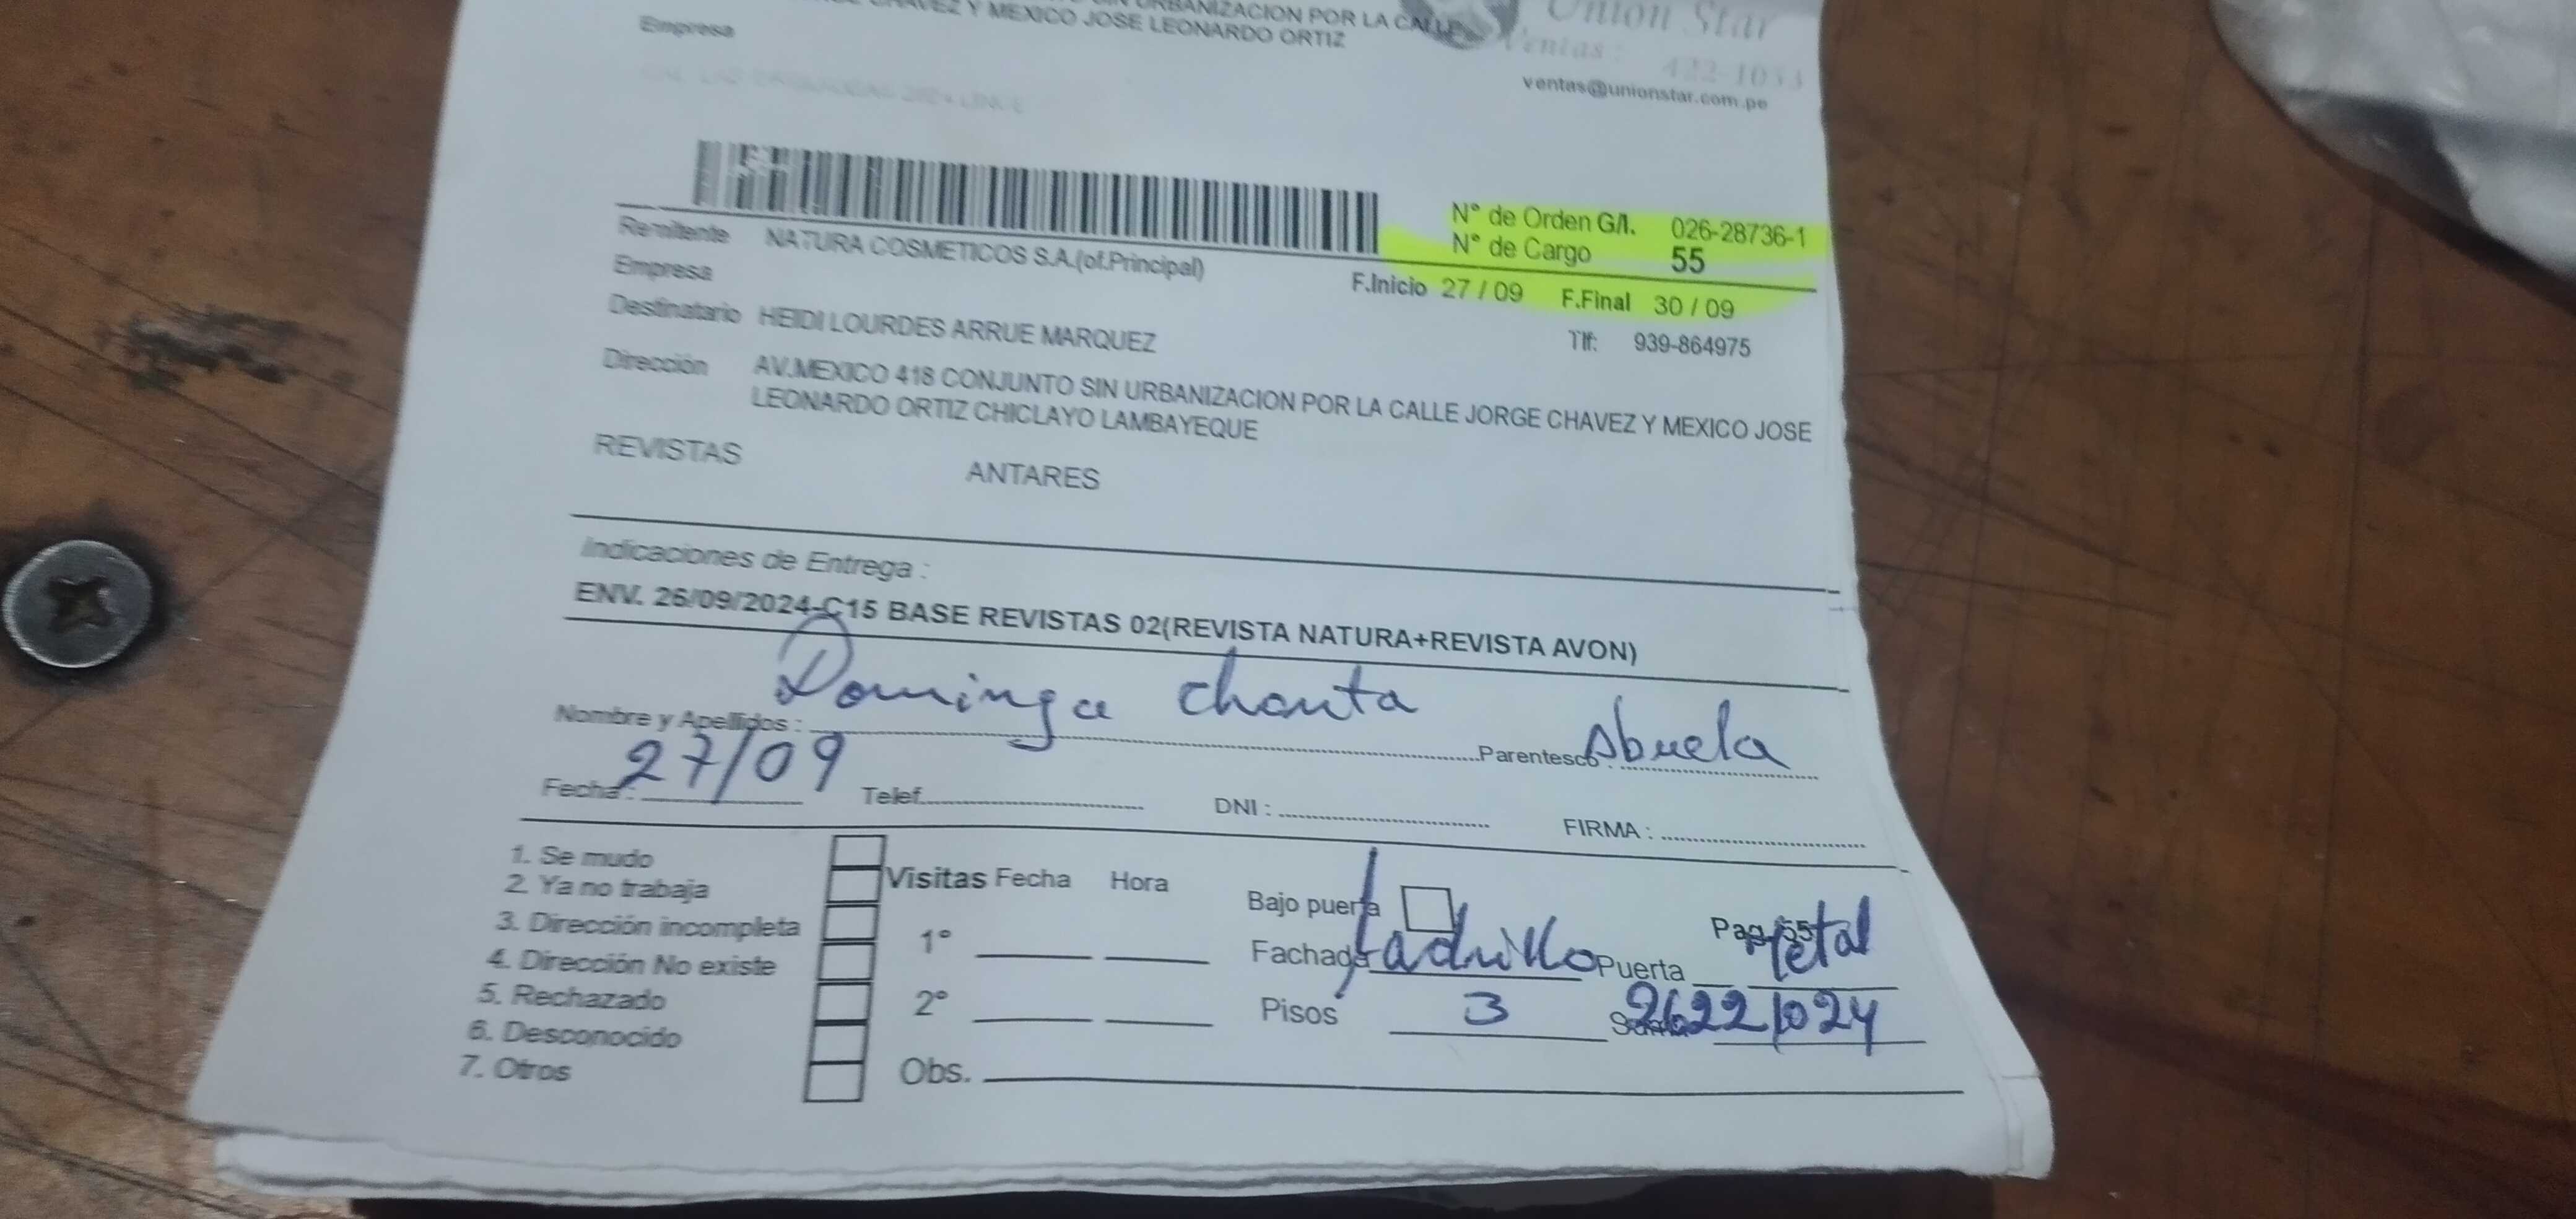 URBANIZACION POR LA CALLE
CHAVEZ Y MEXICO JOSE LEONARDO ORTIZ
Empresa
Union Star
Ventas: 422-1053
ventas@unionstar.com.pe
N° de Orden G/I. 026-28736-1
N° de Cargo 55
Remitente NATURA COSMETICOS S.A.(of.Principal)
Empresa
F.Inicio 27 / 09 F.Final 30 / 09
Destinatario HEIDI LOURDES ARRUE MARQUEZ
Tlf: 939-864975
Dirección AV.MEXICO 418 CONJUNTO SIN URBANIZACION POR LA CALLE JORGE CHAVEZ Y MEXICO JOSE
LEONARDO ORTIZ CHICLAYO LAMBAYEQUE
REVISTAS ANTARES
Indicaciones de Entrega :
ENV. 26/09/2024-C15 BASE REVISTAS 02(REVISTA NATURA+REVISTA AVON)
Nombre y Apellidos : Dominga Chanta Parentesco : Abuela
Fecha : 27/09 Telef. DNI : FIRMA :
1. Se mudo
2. Ya no trabaja
3. Dirección incompleta
4. Dirección No existe
5. Rechazado
6. Desconocido
7. Otros
Visitas Fecha Hora
1°
2°
Obs.
Bajo puerta Pag. 55
Fachada Ladrillo Puerta Metal
Pisos 3